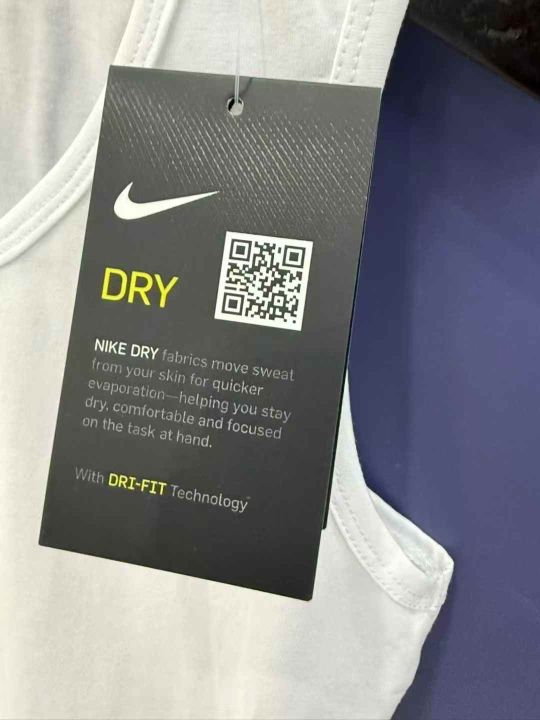 DRY
NIKE DRY fabrics move sweat
from your skin for quicker
evaporation—helping you stay
dry, comfortable and focused
on the task at hand.
With DRI-FIT Technology